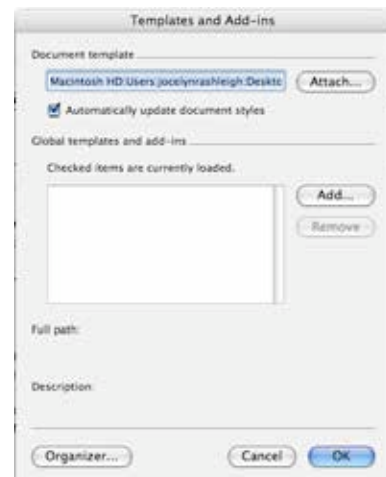 Templates and Add-ins
Document template
Macintosh HD:Users:jocelynrashleigh:Deskto
Attach...
Automatically update document styles
Global templates and add-ins
Checked items are currently loaded.
Add...
Remove
Full path:
Description:
Organizer...
Cancel
OK